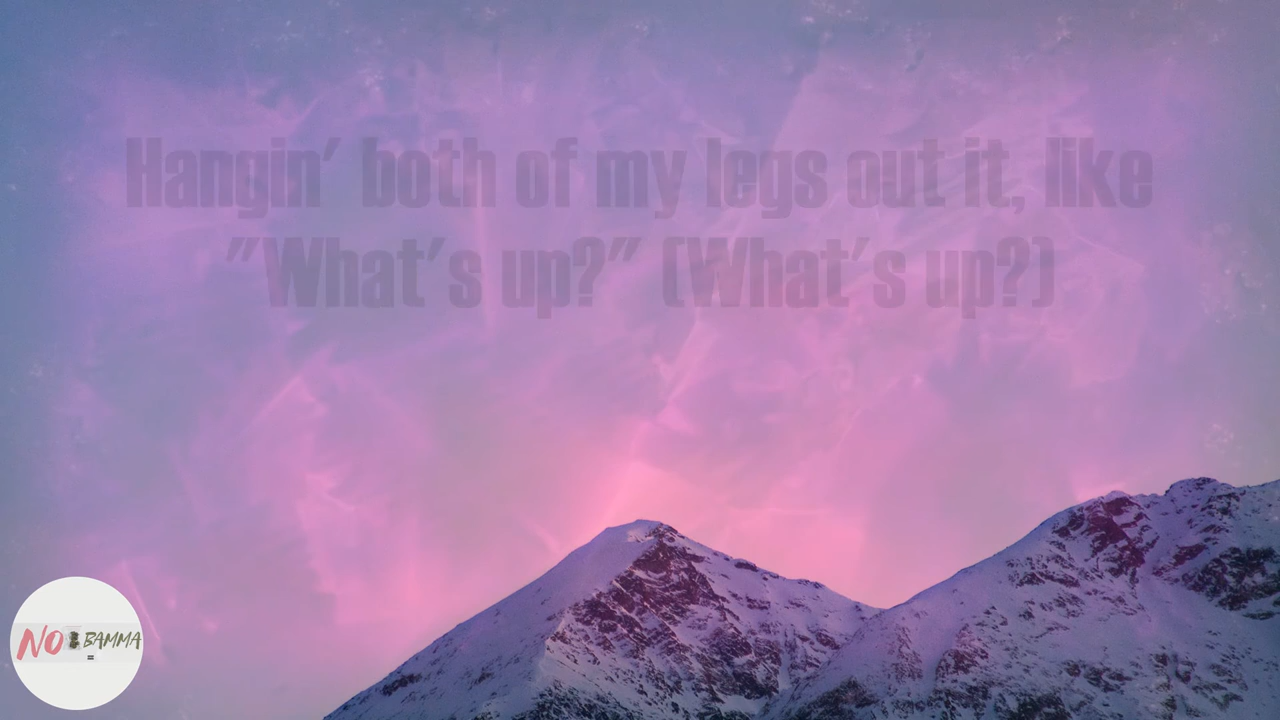 Hangin' both of my legs out it, like
"What's up?" (What's up?)
NO BAMMA